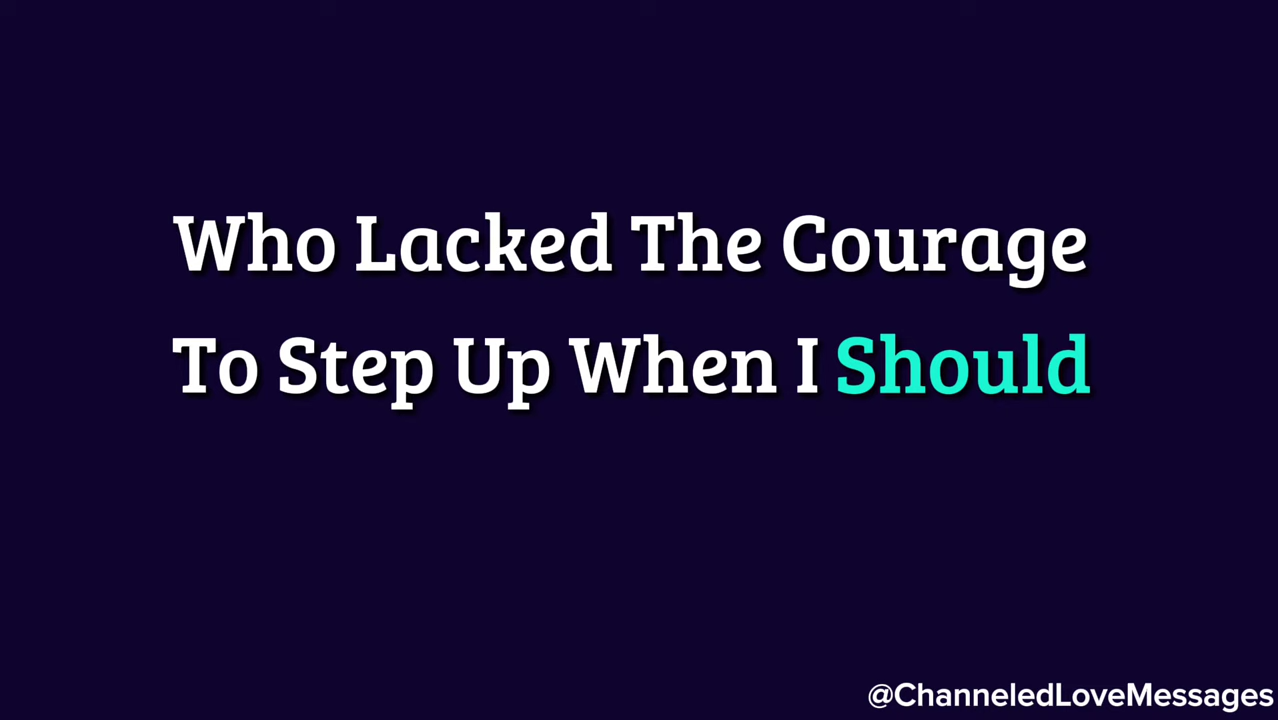 Who Lacked The Courage
To Step Up When I Should
@ChanneledLoveMessages